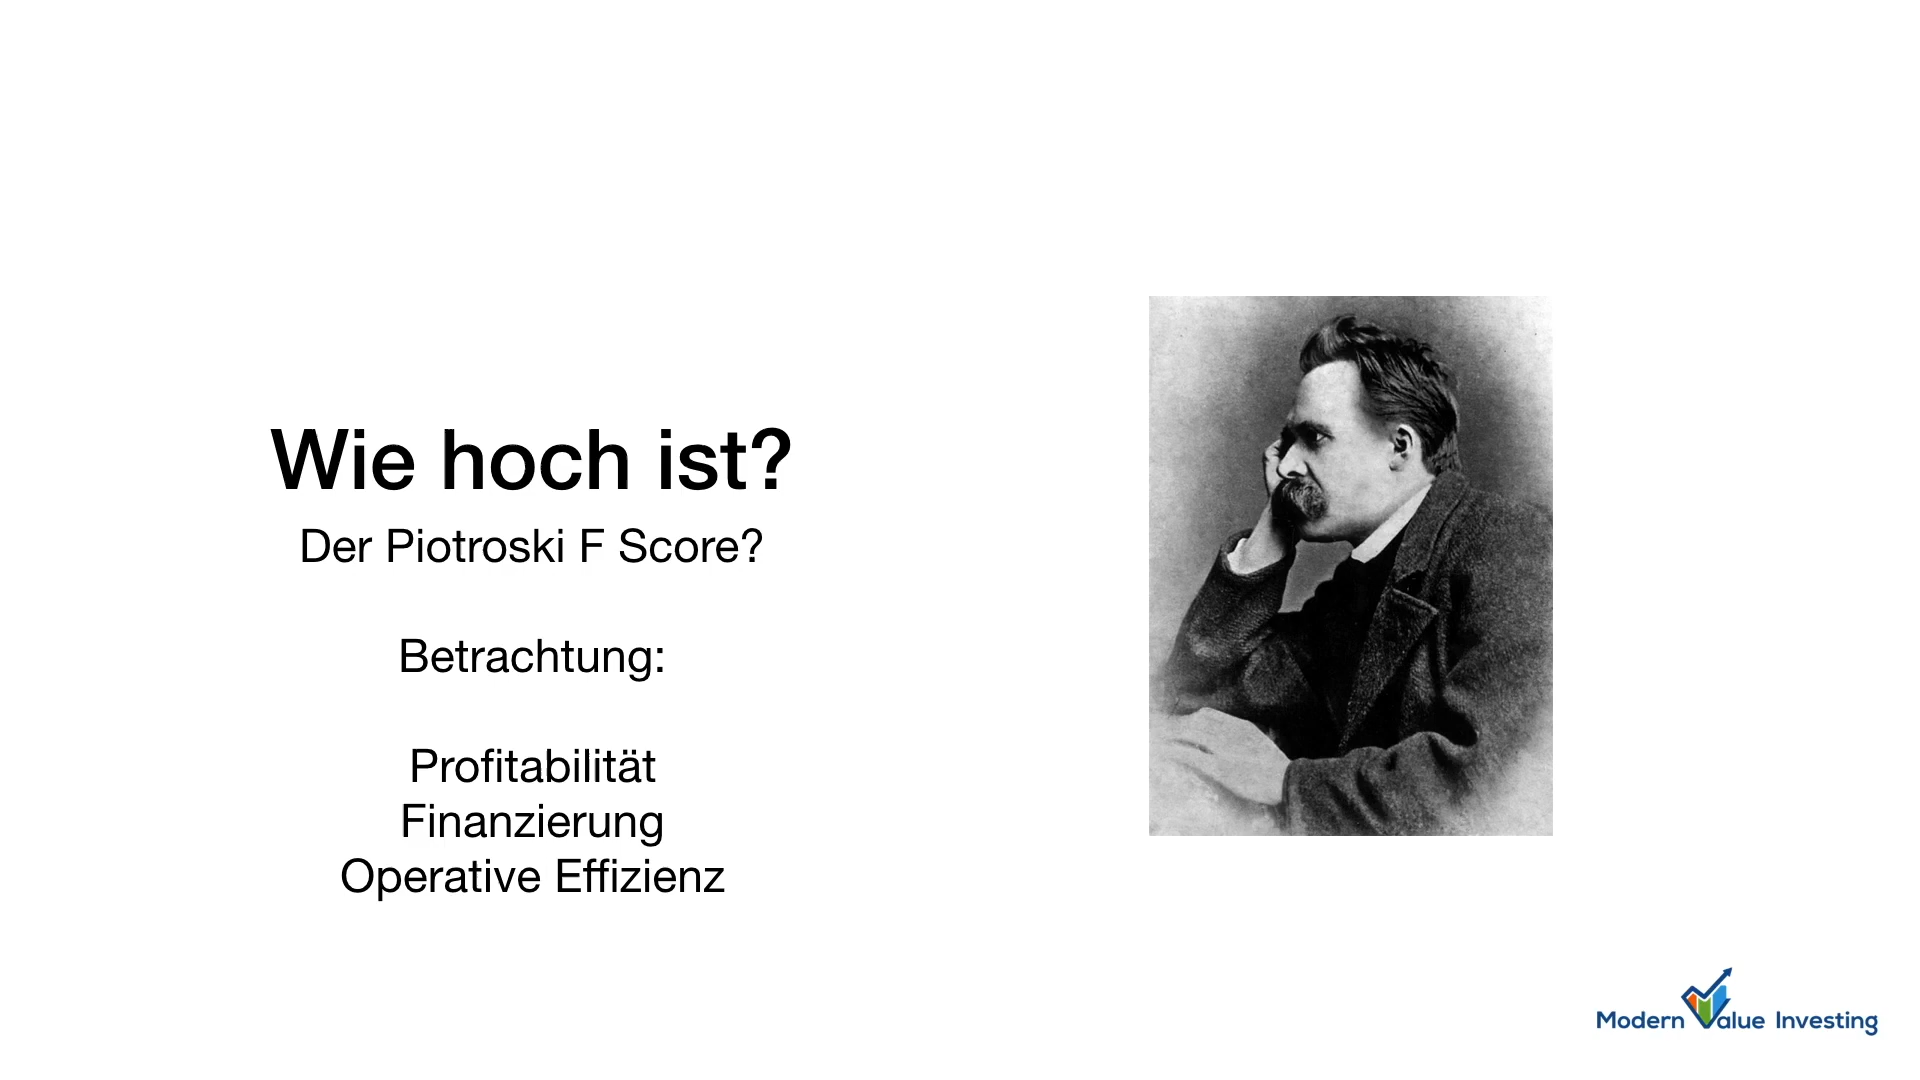 Wie hoch ist?
Der Piotroski F Score?
Betrachtung:
Profitabilität
Finanzierung
Operative Effizienz
Modern Value Investing